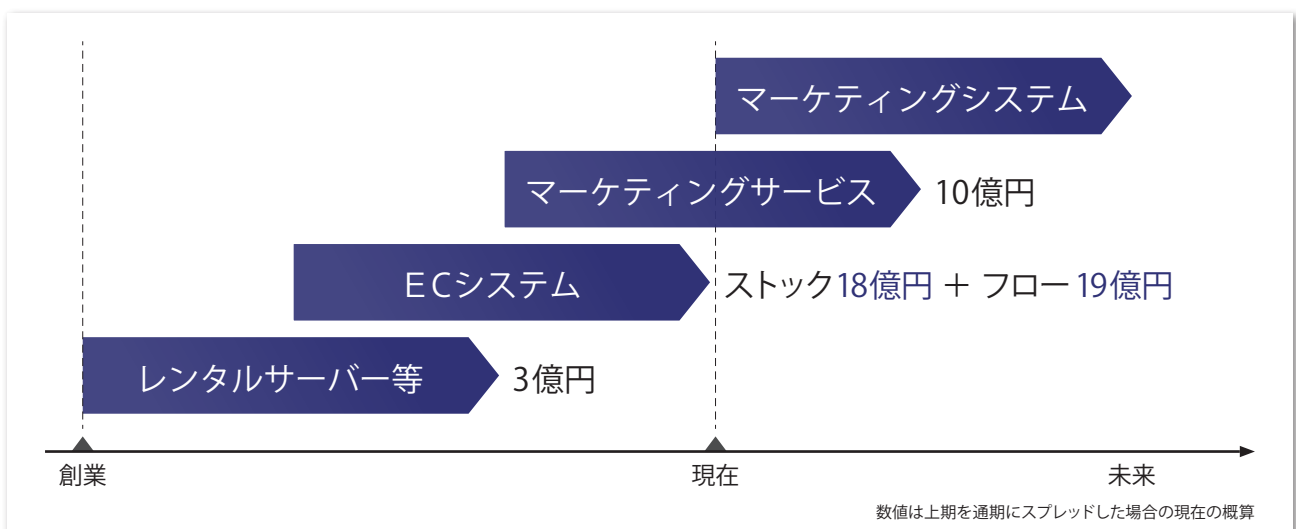 マーケティングシステム
マーケティングサービス 10億円
ECシステム ストック18億円 + フロー19億円
レンタルサーバー等 3億円
創業 現在 未来
数値は上期を通期にスプレッドした場合の現在の概算